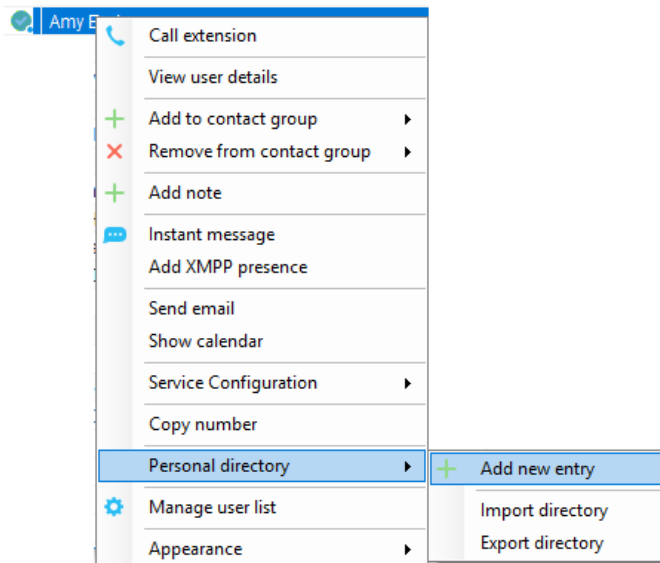 Amy
Call extension
View user details
Add to contact group
Remove from contact group
Add note
Instant message
Add XMPP presence
Send email
Show calendar
Service Configuration
Copy number
Personal directory
Add new entry
Manage user list
Import directory
Appearance
Export directory